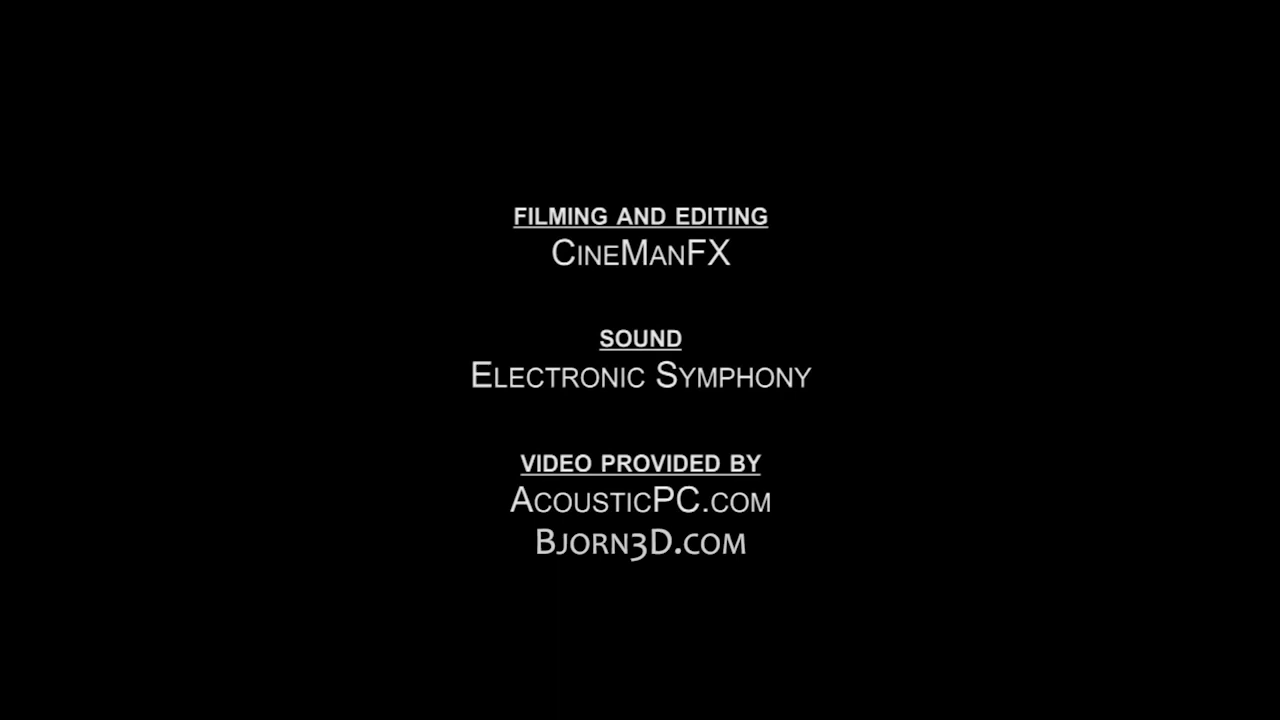 FILMING AND EDITING
CINEMANFX
SOUND
ELECTRONIC SYMPHONY
VIDEO PROVIDED BY
ACOUSTICPC.COM
BJORN3D.COM